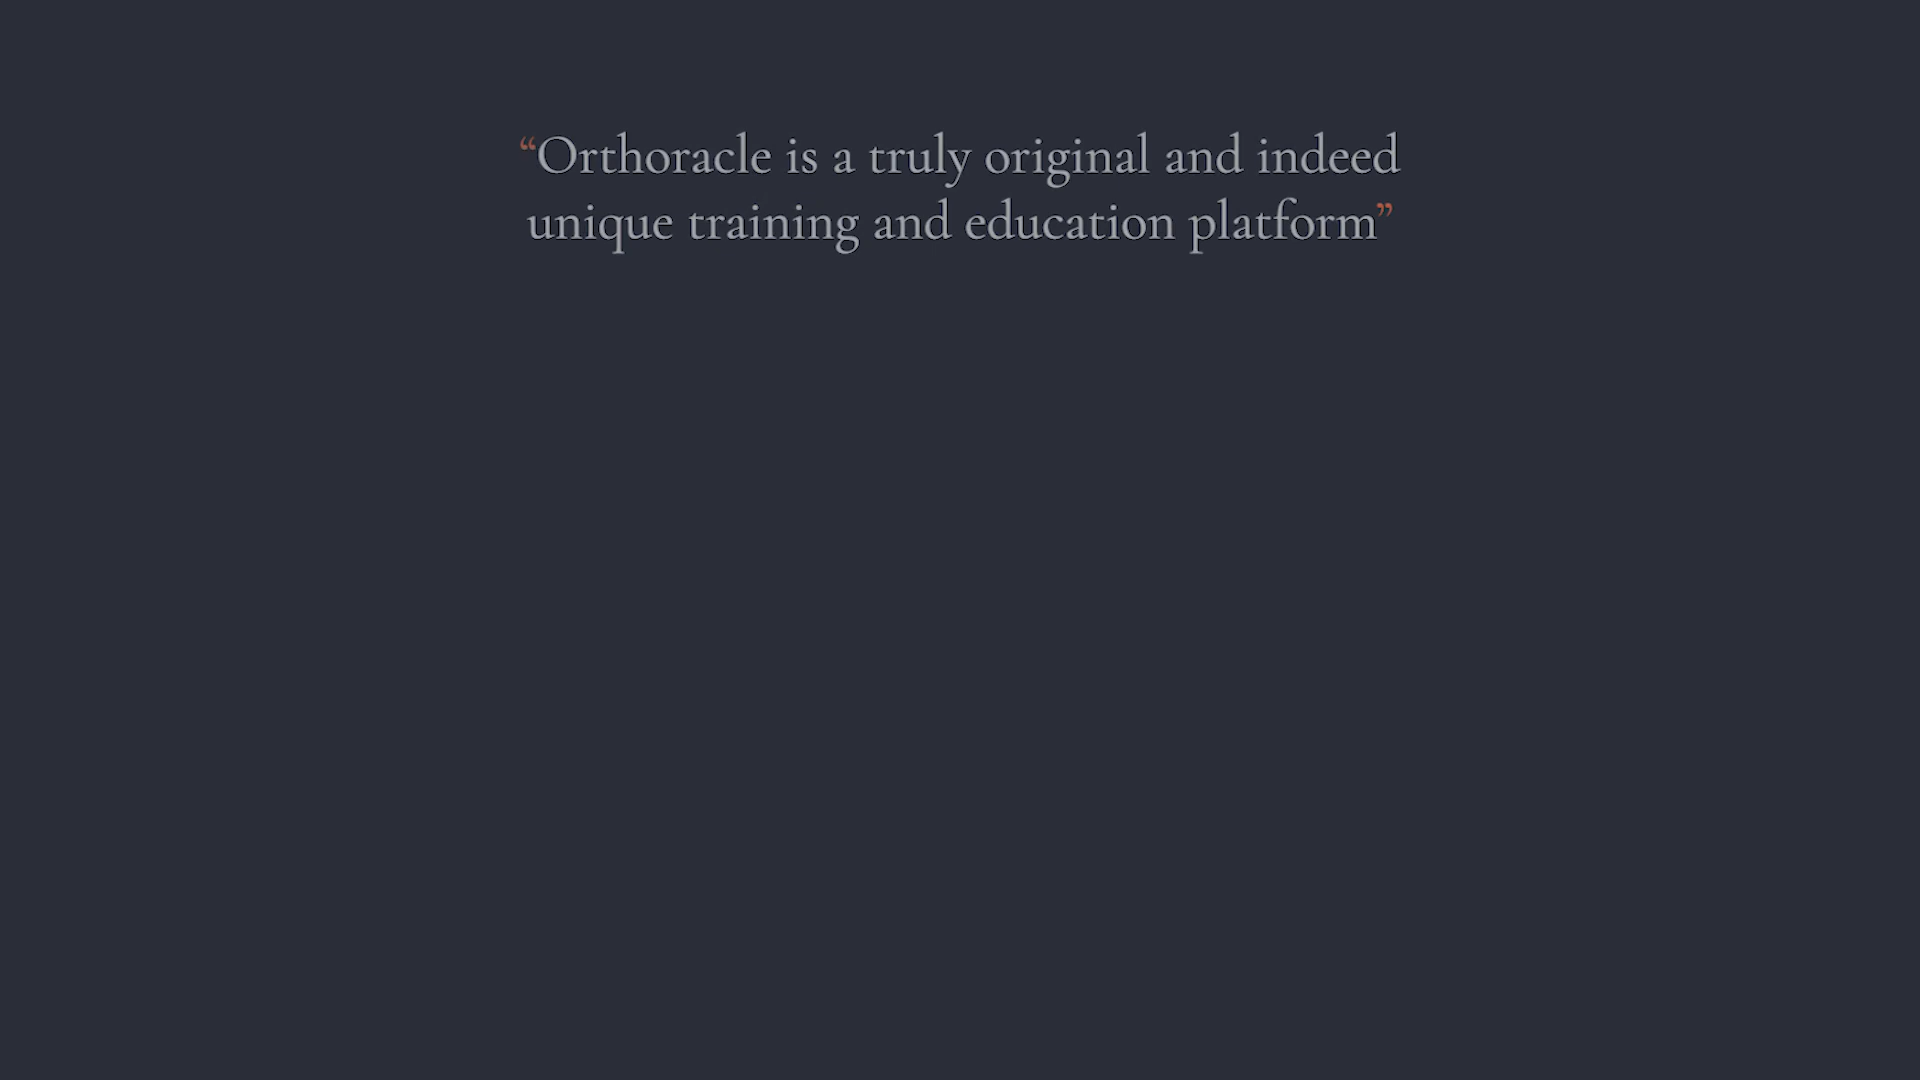 “Orthoracle is a truly original and indeed
unique training and education platform”